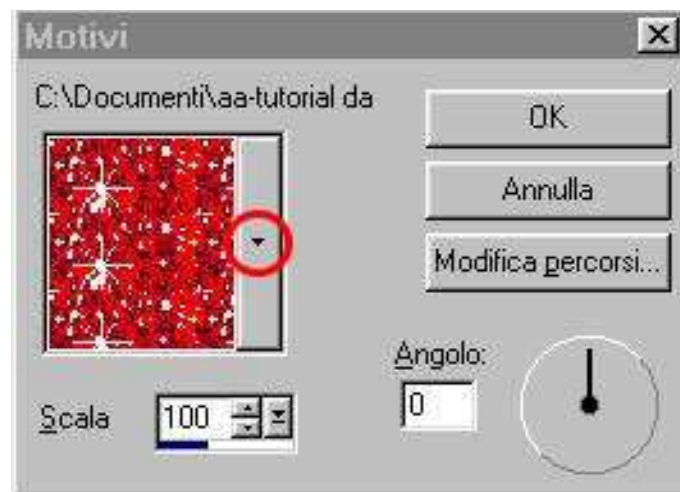 Motivi
C:\Documenti\aa-tutorial da
OK
Annulla
Modifica percorsi...
Angolo:
0
Scala
100